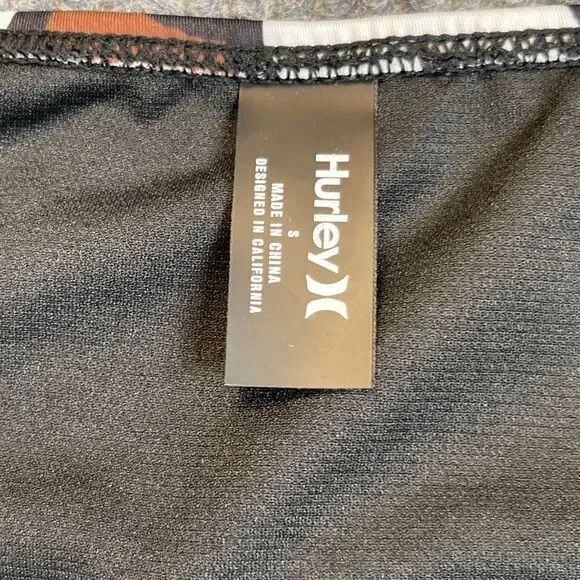 Hurley
S
MADE IN CHINA
DESIGNED IN CALIFORNIA